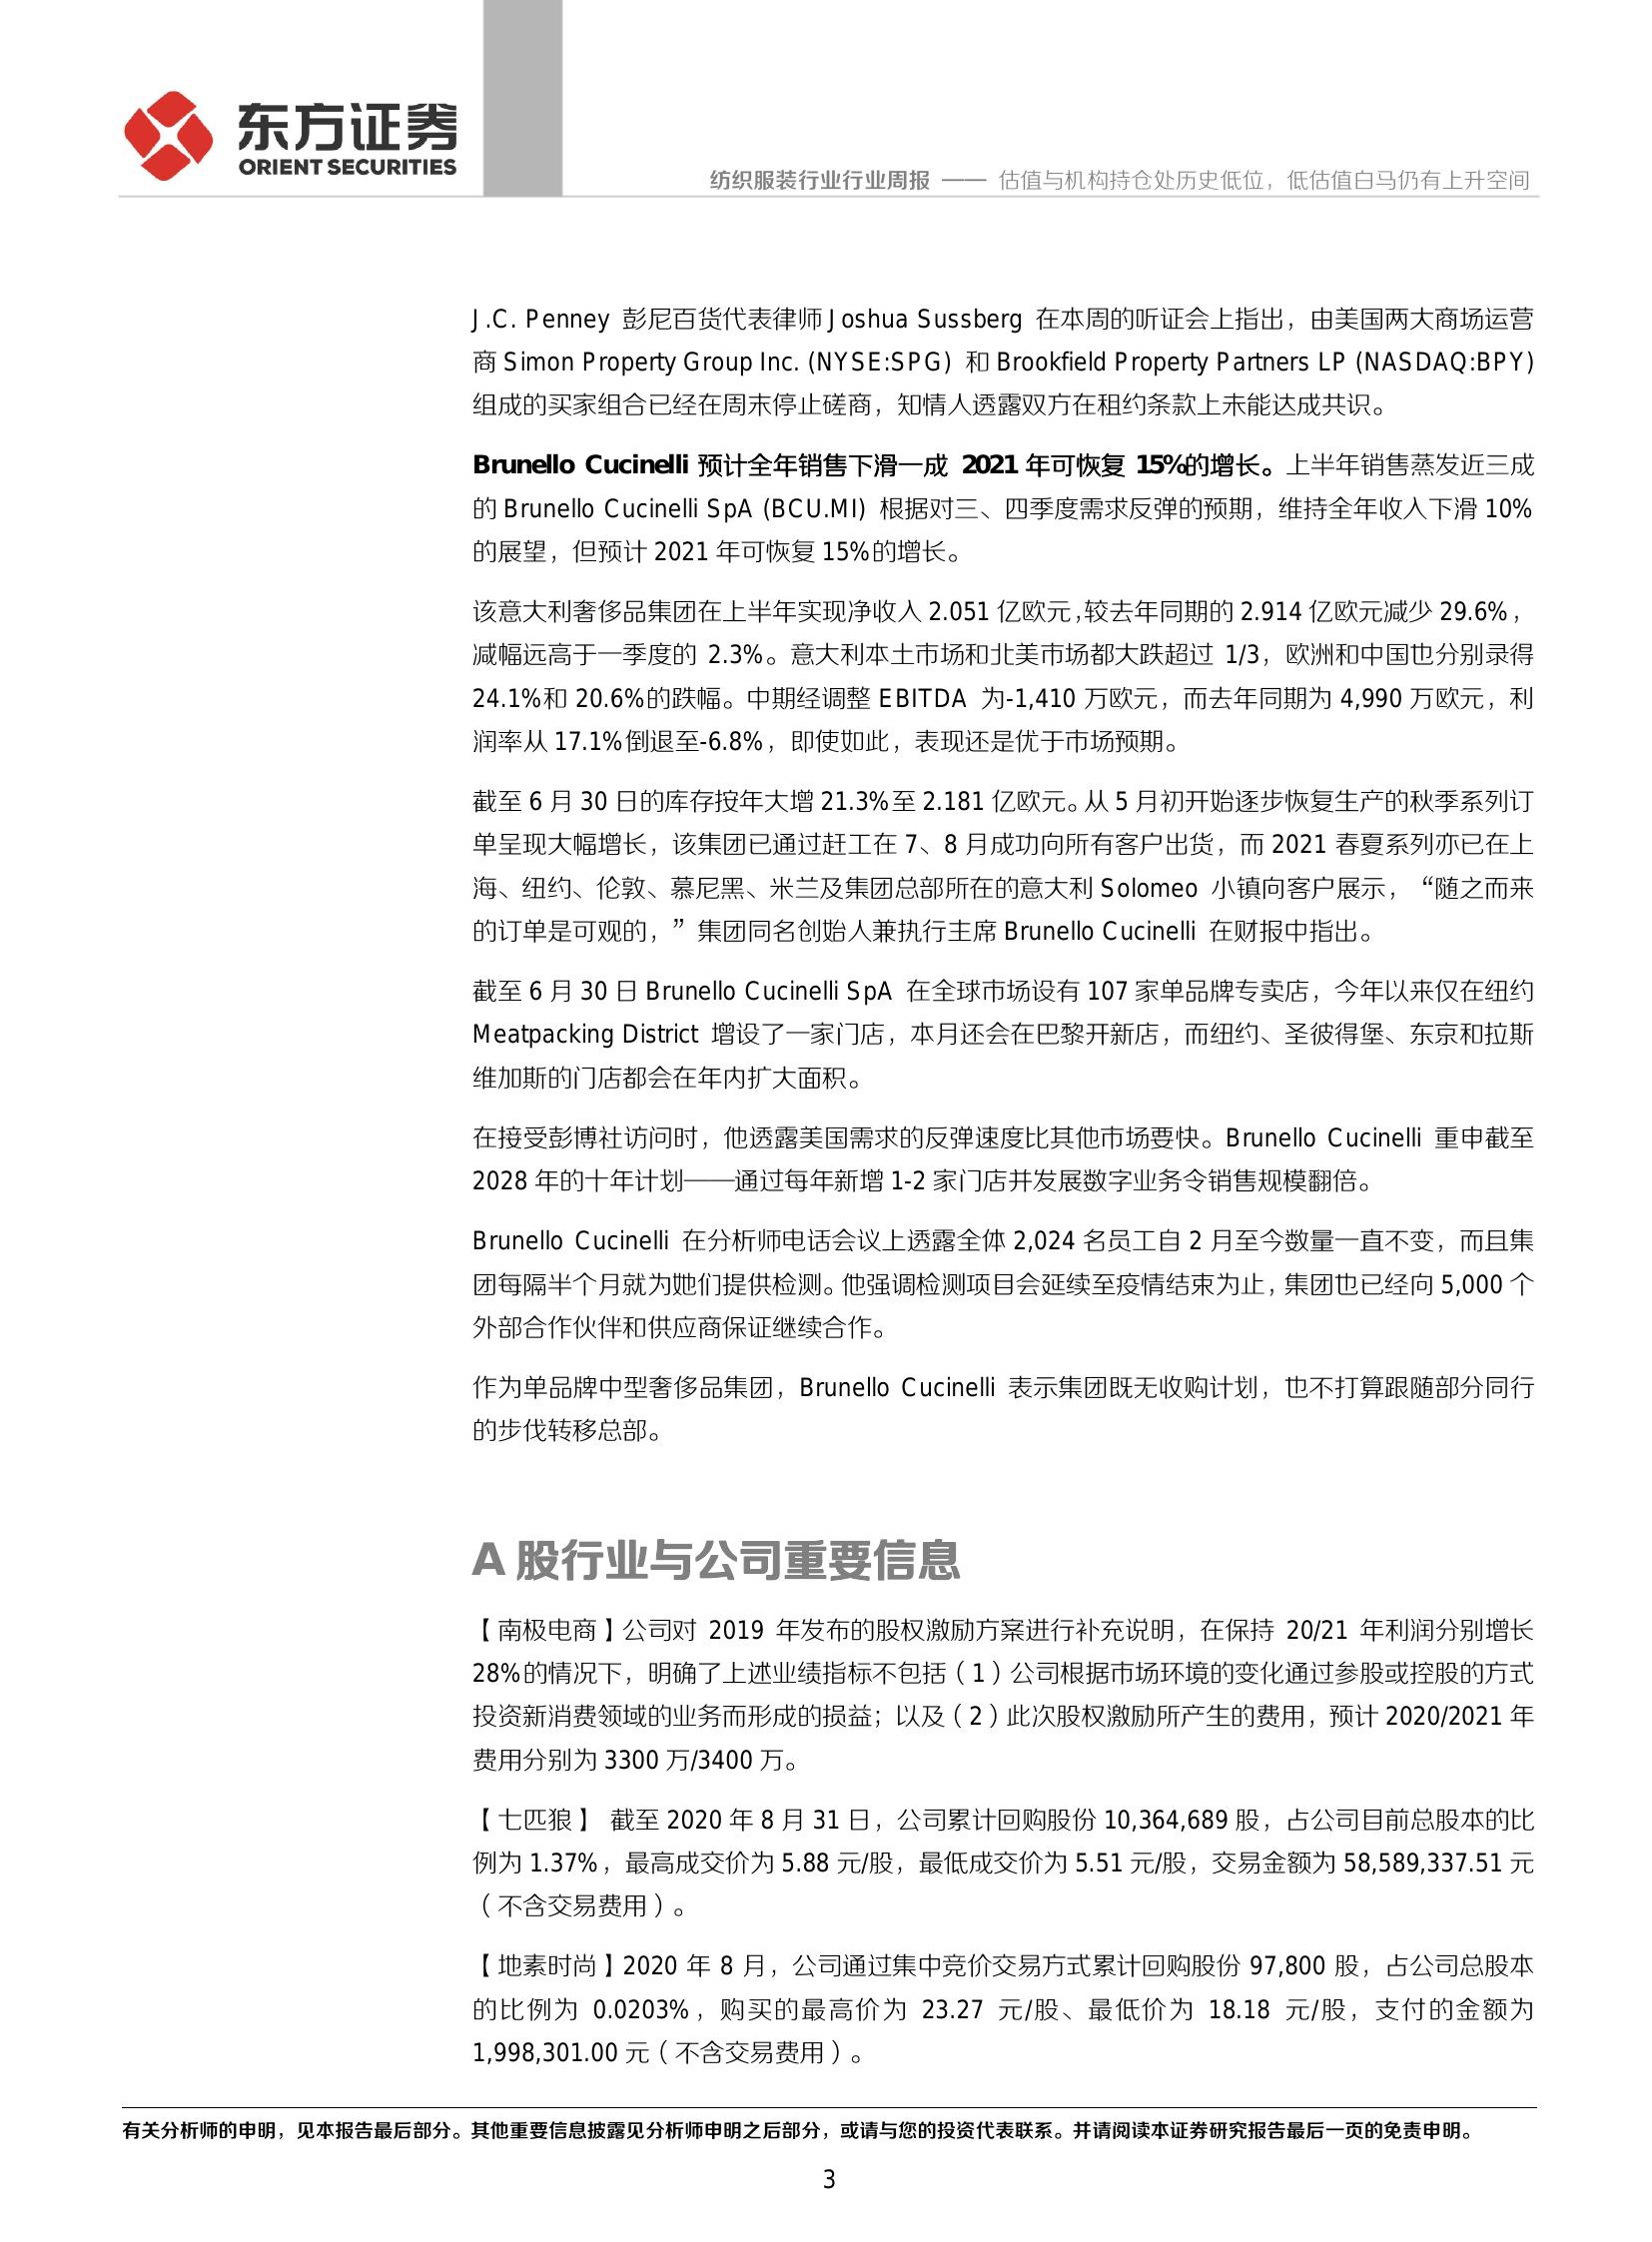 东方证券
ORIENT SECURITIES
纺织服装行业行业周报 —— 估值与机构持仓处历史低位，低估值白马仍有上升空间
J.C. Penney 彭尼百货代表律师 Joshua Sussberg 在本周的听证会上指出，由美国两大商场运营
商 Simon Property Group Inc. (NYSE:SPG) 和 Brookfield Property Partners LP (NASDAQ:BPY)
组成的买家组合已经在周末停止磋商，知情人透露双方在租约条款上未能达成共识。
Brunello Cucinelli 预计全年销售下滑一成 2021 年可恢复 15%的增长。上半年销售蒸发近三成
的 Brunello Cucinelli SpA (BCU.MI) 根据对三、四季度需求反弹的预期，维持全年收入下滑 10%
的展望，但预计 2021 年可恢复 15%的增长。
该意大利奢侈品集团在上半年实现净收入 2.051 亿欧元，较去年同期的 2.914 亿欧元减少 29.6%，
减幅远高于一季度的 2.3%。意大利本土市场和北美市场都大跌超过 1/3，欧洲和中国也分别录得
24.1%和 20.6%的跌幅。中期经调整 EBITDA 为-1,410 万欧元，而去年同期为 4,990 万欧元，利
润率从 17.1%倒退至-6.8%，即使如此，表现还是优于市场预期。
截至 6 月 30 日的库存按年大增 21.3%至 2.181 亿欧元。从 5 月初开始逐步恢复生产的秋季系列订
单呈现大幅增长，该集团已通过赶工在 7、8 月成功向所有客户出货，而 2021 春夏系列亦已在上
海、纽约、伦敦、慕尼黑、米兰及集团总部所在的意大利 Solomeo 小镇向客户展示，“随之而来
的订单是可观的，”集团同名创始人兼执行主席 Brunello Cucinelli 在财报中指出。
截至 6 月 30 日 Brunello Cucinelli SpA 在全球市场设有 107 家单品牌专卖店，今年以来仅在纽约
Meatpacking District 增设了一家门店，本月还会在巴黎开新店，而纽约、圣彼得堡、东京和拉斯
维加斯的门店都会在年内扩大面积。
在接受彭博社访问时，他透露美国需求的反弹速度比其他市场要快。Brunello Cucinelli 重申截至
2028 年的十年计划——通过每年新增 1-2 家门店并发展数字业务令销售规模翻倍。
Brunello Cucinelli 在分析师电话会议上透露全体 2,024 名员工自 2 月至今数量一直不变，而且集
团每隔半个月就为她们提供检测。他强调检测项目会延续至疫情结束为止，集团也已经向 5,000 个
外部合作伙伴和供应商保证继续合作。
作为单品牌中型奢侈品集团，Brunello Cucinelli 表示集团既无收购计划，也不打算跟随部分同行
的步伐转移总部。
A 股行业与公司重要信息
【南极电商】公司对 2019 年发布的股权激励方案进行补充说明，在保持 20/21 年利润分别增长
28%的情况下，明确了上述业绩指标不包括（1）公司根据市场环境的变化通过参股或控股的方式
投资新消费领域的业务而形成的损益；以及（2）此次股权激励所产生的费用，预计 2020/2021 年
费用分别为 3300 万/3400 万。
【七匹狼】 截至 2020 年 8 月 31 日，公司累计回购股份 10,364,689 股，占公司目前总股本的比
例为 1.37%，最高成交价为 5.88 元/股，最低成交价为 5.51 元/股，交易金额为 58,589,337.51 元
（不含交易费用）。
【地素时尚】2020 年 8 月，公司通过集中竞价交易方式累计回购股份 97,800 股，占公司总股本
的比例为 0.0203%，购买的最高价为 23.27 元/股、最低价为 18.18 元/股，支付的金额为
1,998,301.00 元（不含交易费用）。
有关分析师的申明，见本报告最后部分。其他重要信息披露见分析师申明之后部分，或请与您的投资代表联系。并请阅读本证券研究报告最后一页的免责申明。
3